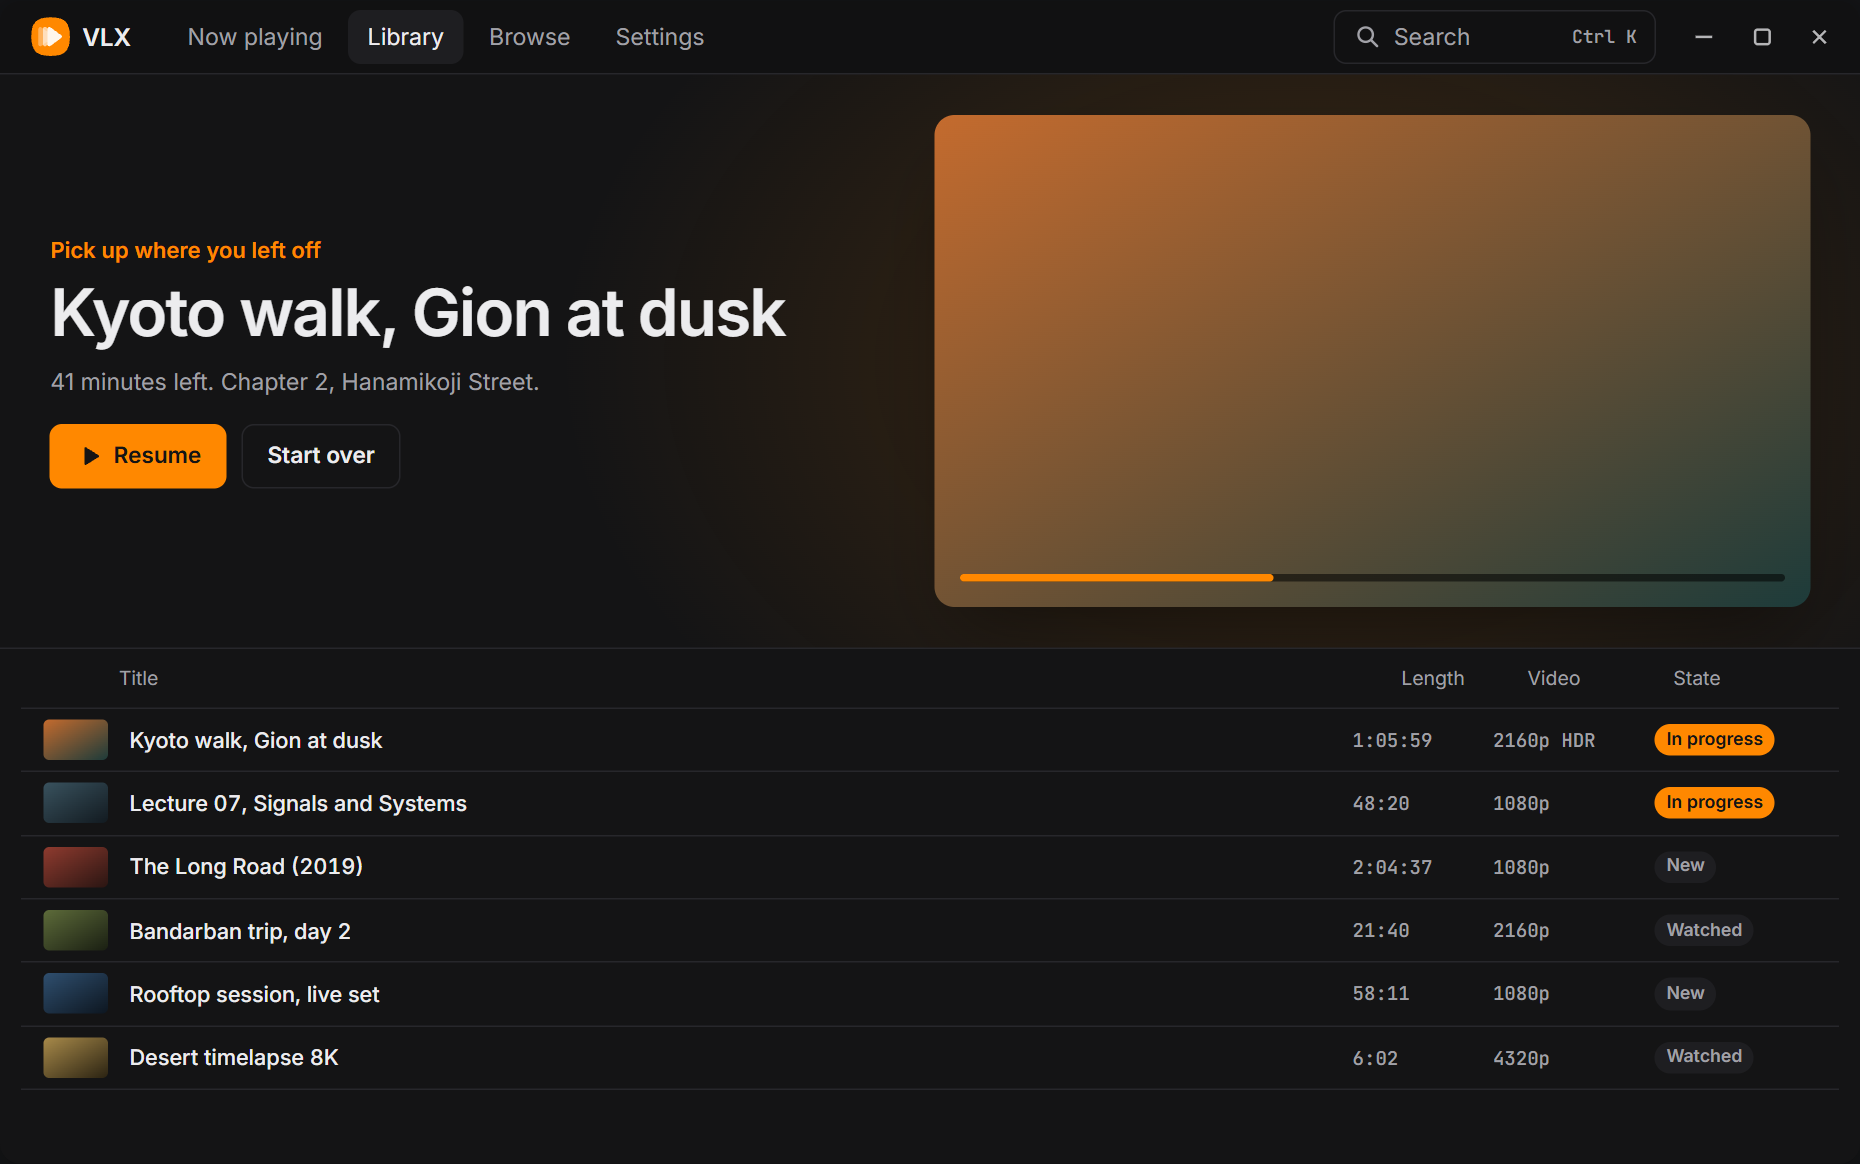 VLX Now playing Library Browse Settings Search Ctrl K
Pick up where you left off
Kyoto walk, Gion at dusk
41 minutes left. Chapter 2, Hanamikoji Street.
Resume Start over
Title Length Video State
Kyoto walk, Gion at dusk 1:05:59 2160p HDR In progress
Lecture 07, Signals and Systems 48:20 1080p In progress
The Long Road (2019) 2:04:37 1080p New
Bandarban trip, day 2 21:40 2160p Watched
Rooftop session, live set 58:11 1080p New
Desert timelapse 8K 6:02 4320p Watched